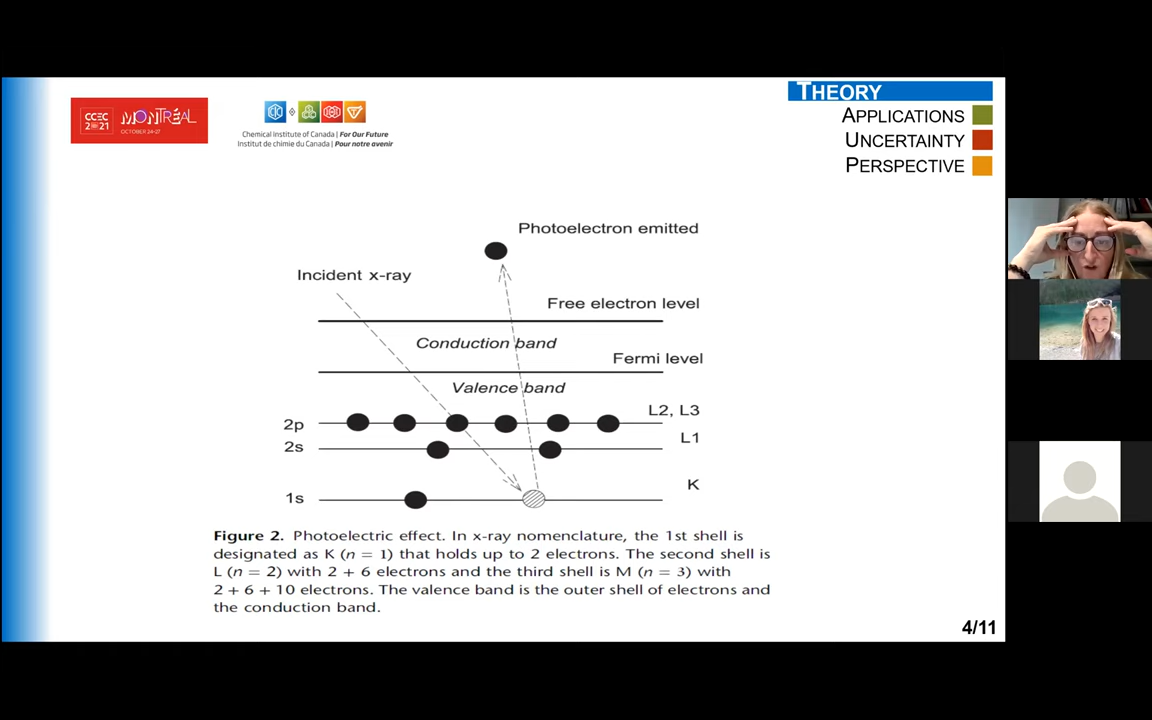 CCEC
2021
MONTRÉAL
OCTOBER 24-27
Chemical Institute of Canada | For Our Future
Institut de chimie du Canada | Pour notre avenir
THEORY
APPLICATIONS
UNCERTAINTY
PERSPECTIVE
Photoelectron emitted
Incident x-ray
Free electron level
Conduction band
Fermi level
Valence band
L2, L3
2p
L1
2s
K
1s
Figure 2. Photoelectric effect. In x-ray nomenclature, the 1st shell is
designated as K (n = 1) that holds up to 2 electrons. The second shell is
L (n = 2) with 2 + 6 electrons and the third shell is M (n = 3) with
2 + 6 + 10 electrons. The valence band is the outer shell of electrons and
the conduction band.
4/11